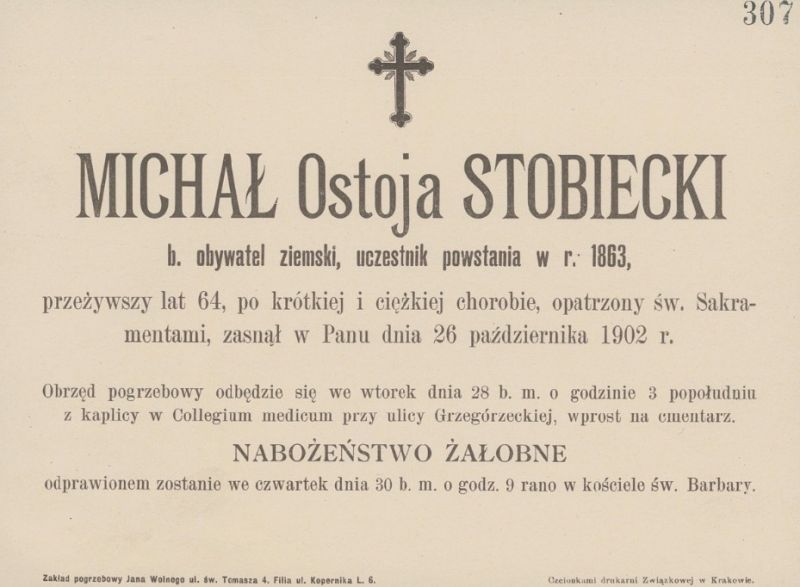 307
MICHAŁ Ostoja STOBIECKI
b. obywatel ziemski, uczestnik powstania w r. 1863,
przeżywszy lat 64, po krótkiej i ciężkiej chorobie, opatrzony św. Sakra-
mentami, zasnął w Panu dnia 26 października 1902 r.
Obrzęd pogrzebowy odbędzie się we wtorek dnia 28 b. m. o godzinie 3 popołudniu
z kaplicy w Collegium medicum przy ulicy Grzegórzeckiej, wprost na cmentarz.
NABOŻEŃSTWO ŻAŁOBNE
odprawionem zostanie we czwartek dnia 30 b. m. o godz. 9 rano w kościele św. Barbary.
Zakład pogrzebowy Jana Wolnego ul. św. Tomasza 4. Filia ul. Kopernika L. 6.
Czcionkami drukarni Związkowej w Krakowie.